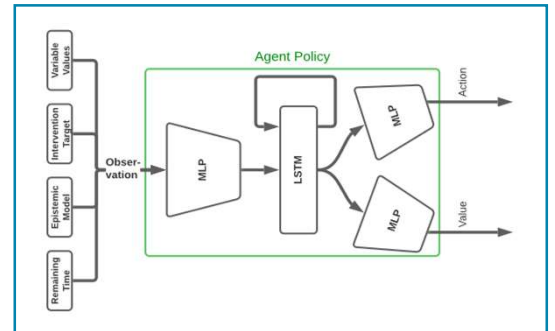 Variable
Values
Intervention
Target
Epistemic
Model
Remaining
Time
Obser-
vation
Agent Policy
MLP
LSTM
MLP
MLP
Action
Value